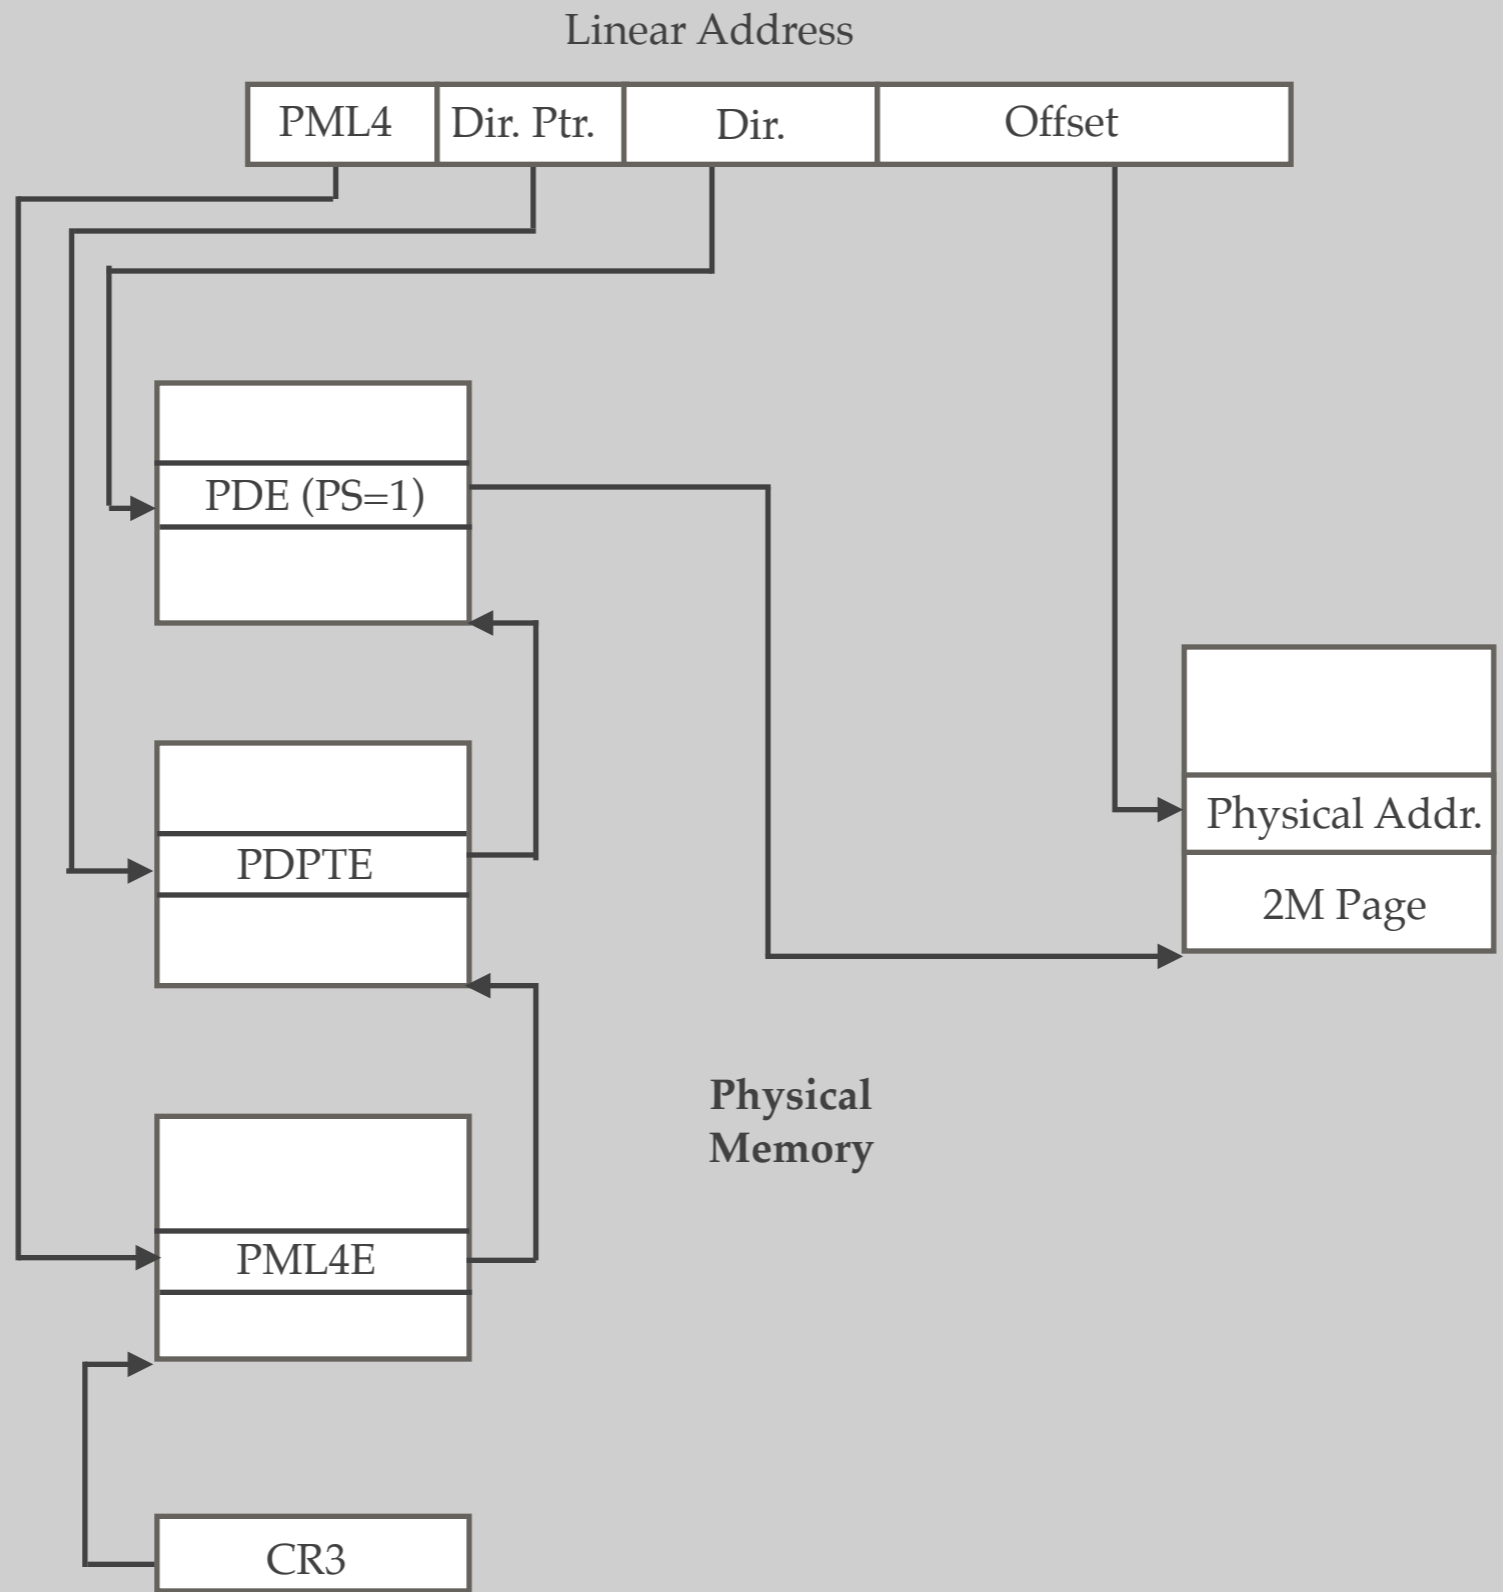 Linear Address
PML4 Dir. Ptr. Dir. Offset
PDE (PS=1)
PDPTE
Physical Addr.
2M Page
Physical
Memory
PML4E
CR3